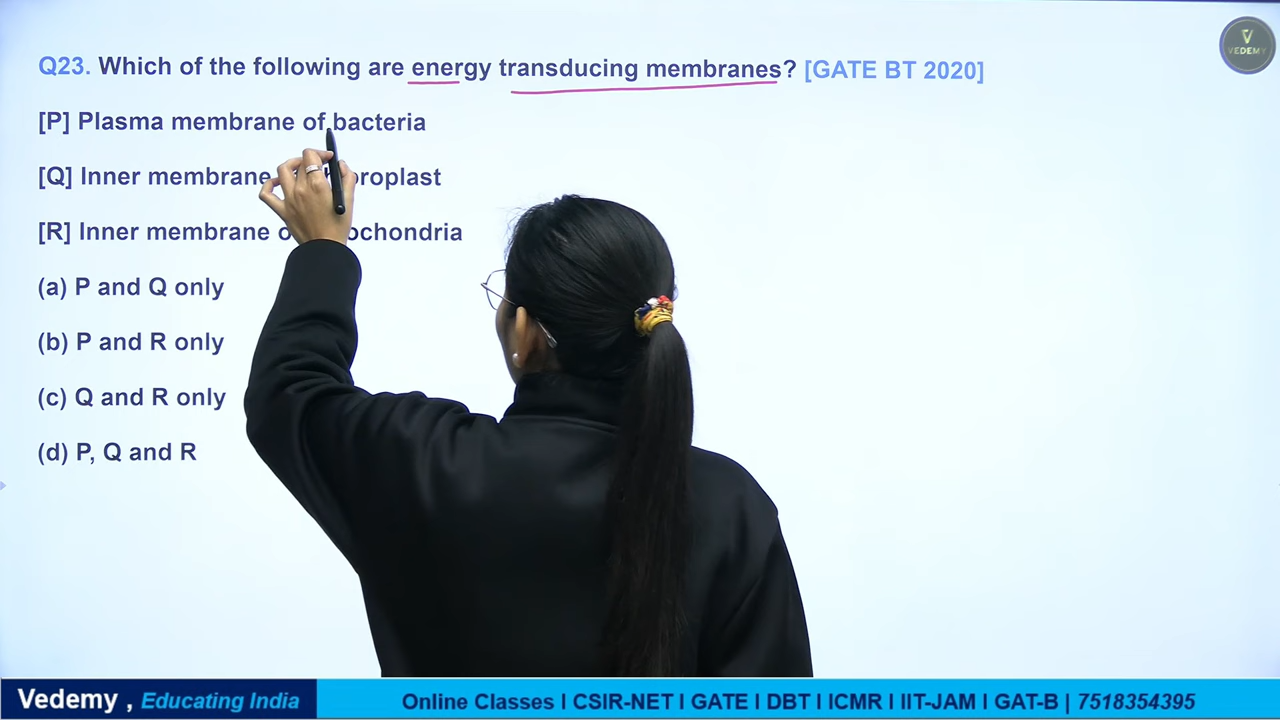 Q23. Which of the following are energy transducing membranes? [GATE BT 2020]
[P] Plasma membrane of bacteria
[Q] Inner membrane oroplast
[R] Inner membrane o ochondria
(a) P and Q only
(b) P and R only
(c) Q and R only
(d) P, Q and R
VEDEMY
Vedemy , Educating India
Online Classes I CSIR-NET I GATE I DBT I ICMR I IIT-JAM I GAT-B | 7518354395